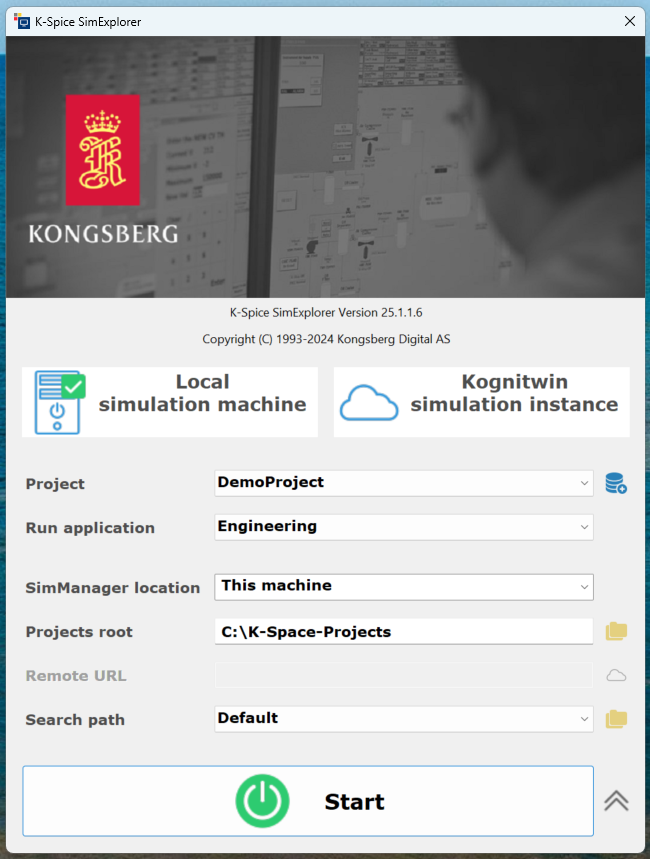 K-Spice SimExplorer
KONGSBERG
K-Spice SimExplorer Version 25.1.1.6
Copyright (C) 1993-2024 Kongsberg Digital AS
Local
simulation machine
Kognitwin
simulation instance
Project
DemoProject
Run application
Engineering
SimManager location
This machine
Projects root
C:\K-Space-Projects
Remote URL
Search path
Default
Start